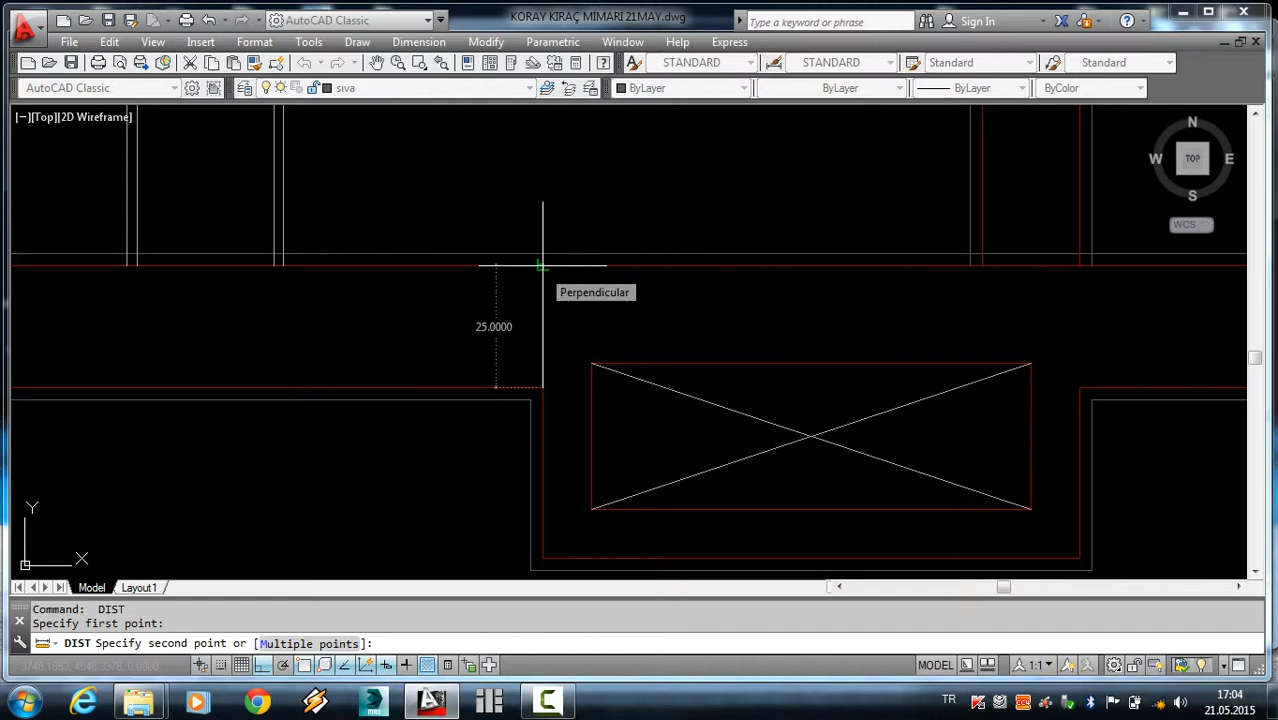 AutoCAD Classic
KORAY KIRAÇ MIMARI 21MAY.dwg
Type a keyword or phrase
Sign In
File Edit View Insert Format Tools Draw Dimension Modify Parametric Window Help Express
STANDARD STANDARD Standard Standard
AutoCAD Classic
sıva
ByLayer ByLayer ByLayer ByColor
[−][Top][2D Wireframe]
N
W TOP E
S
WCS
Perpendicular
25.0000
Y
X
Model Layout1
Command: DIST
Specify first point:
DIST Specify second point or [Multiple points]:
MODEL 1:1
TR
17:04
21.05.2015